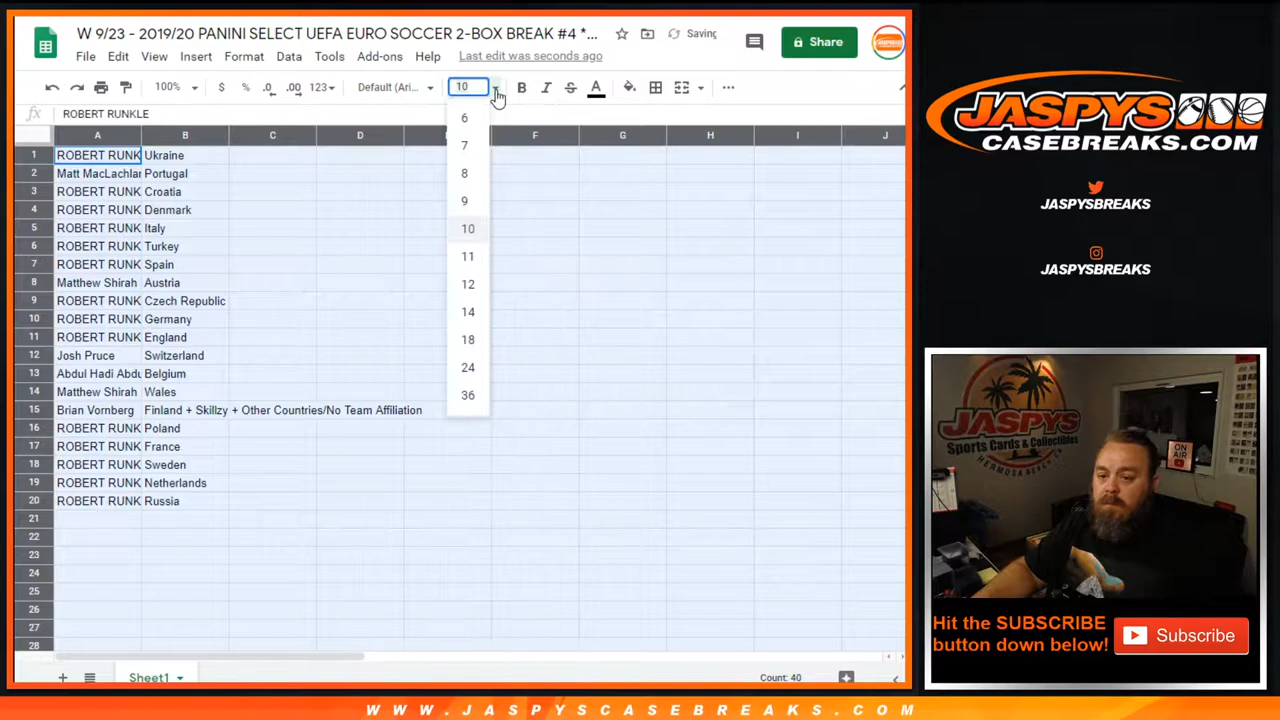 W 9/23 - 2019/20 PANINI SELECT UEFA EURO SOCCER 2-BOX BREAK #4 *...
Saving
Share
File Edit View Insert Format Data Tools Add-ons Help Last edit was seconds ago
100% $ % .0 .00 123 Default (Ari... 10 B I S A
fx ROBERT RUNKLE
A B C D F G H I J
1 ROBERT RUNK Ukraine
2 Matt MacLachlan Portugal
3 ROBERT RUNK Croatia
4 ROBERT RUNK Denmark
5 ROBERT RUNK Italy
6 ROBERT RUNK Turkey
7 ROBERT RUNK Spain
8 Matthew Shirah Austria
9 ROBERT RUNK Czech Republic
10 ROBERT RUNK Germany
11 ROBERT RUNK England
12 Josh Pruce Switzerland
13 Abdul Hadi Abdu Belgium
14 Matthew Shirah Wales
15 Brian Vornberg Finland + Skillzy + Other Countries/No Team Affiliation
16 ROBERT RUNK Poland
17 ROBERT RUNK France
18 ROBERT RUNK Sweden
19 ROBERT RUNK Netherlands
20 ROBERT RUNK Russia
21
22
23
24
25
26
27
28
6
7
8
9
10
11
12
14
18
24
36
Sheet1
Count: 40
JASPYS
CASEBREAKS.COM
JASPYSBREAKS
JASPYSBREAKS
JASPYS
Sports Cards & Collectibles
HERMOSA BEACH, CA
ON AIR
Hit the SUBSCRIBE
button down below!
Subscribe
WWW.JASPYSCASEBREAKS.COM